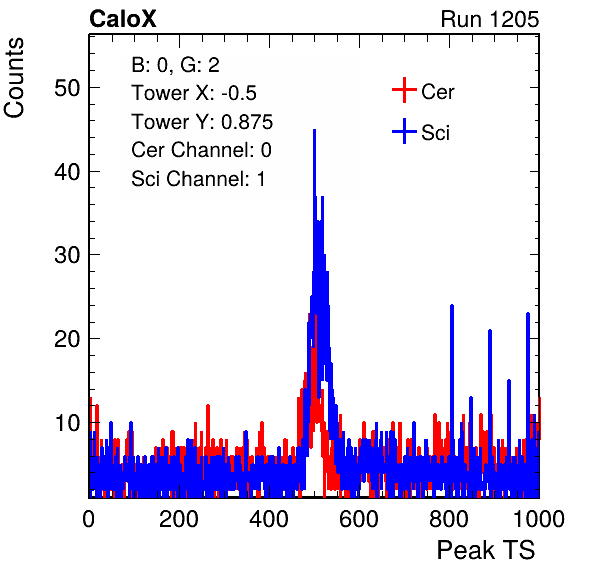 CaloX Run 1205
Counts
B: 0, G: 2
Tower X: -0.5
Tower Y: 0.875
Cer Channel: 0
Sci Channel: 1
Cer
Sci
50
40
30
20
10
0 200 400 600 800 1000
Peak TS